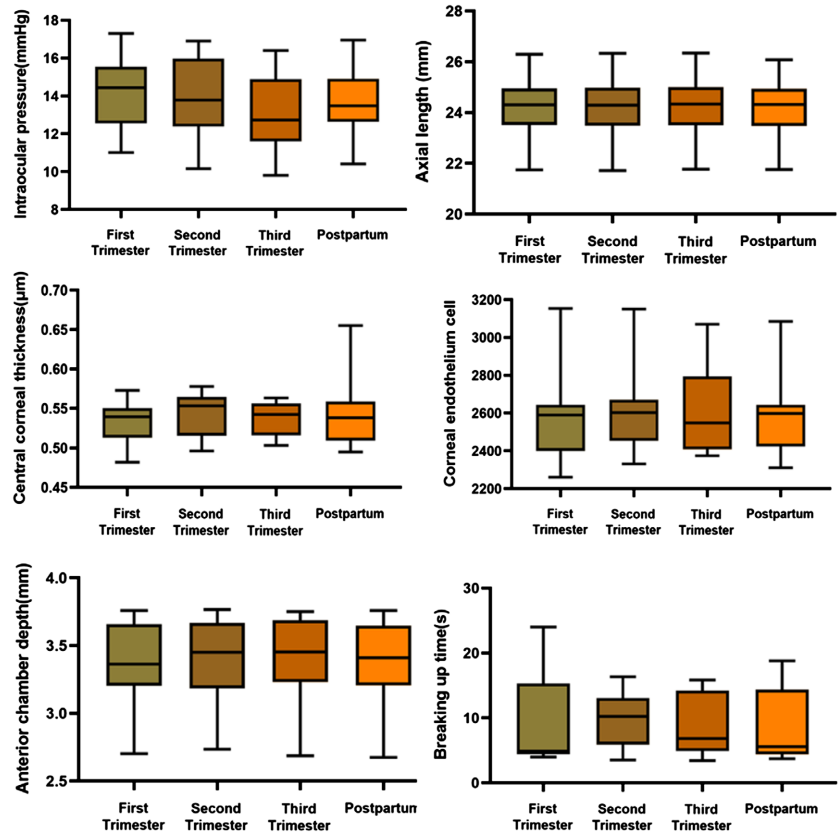 Intraocular pressure(mmHg)
18
16
14
12
10
8
First
Trimester
Second
Trimester
Third
Trimester
Postpartum
Axial length (mm)
28
26
24
22
20
First
Trimester
Second
Trimester
Third
Trimester
Postpartum
Central corneal thickness(μm)
0.70
0.65
0.60
0.55
0.50
0.45
First
Trimester
Second
Trimester
Third
Trimester
Postpartum
Corneal endothelium cell
3200
3000
2800
2600
2400
2200
First
Trimester
Second
Trimester
Third
Trimester
Postpartum
Anterior chamber depth(mm)
4.0
3.5
3.0
2.5
First
Trimester
Second
Trimester
Third
Trimester
Postpartum
Breaking up time(s)
30
20
10
0
First
Trimester
Second
Trimester
Third
Trimester
Postpartum